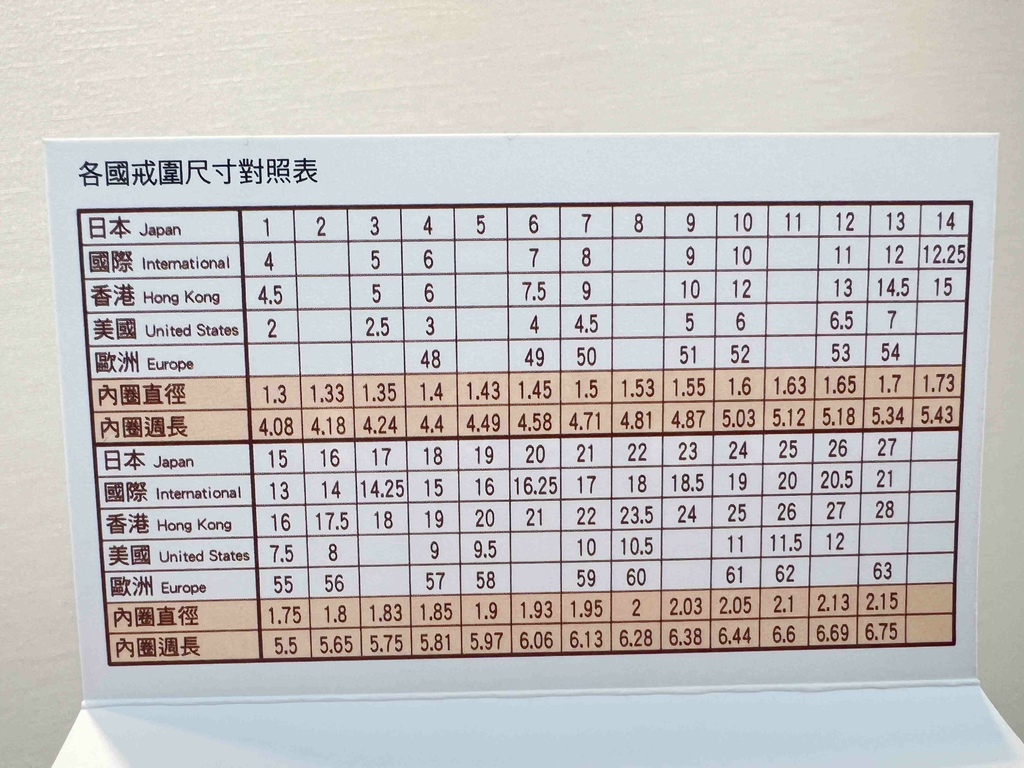 各國戒圍尺寸對照表
日本 Japan 1 2 3 4 5 6 7 8 9 10 11 12 13 14
國際 International 4 5 6 7 8 9 10 11 12 12.25
香港 Hong Kong 4.5 5 6 7.5 9 10 12 13 14.5 15
美國 United States 2 2.5 3 4 4.5 5 6 6.5 7
歐洲 Europe 48 49 50 51 52 53 54
內圈直徑 1.3 1.33 1.35 1.4 1.43 1.45 1.5 1.53 1.55 1.6 1.63 1.65 1.7 1.73
內圈週長 4.08 4.18 4.24 4.4 4.49 4.58 4.71 4.81 4.87 5.03 5.12 5.18 5.34 5.43
日本 Japan 15 16 17 18 19 20 21 22 23 24 25 26 27
國際 International 13 14 14.25 15 16 16.25 17 18 18.5 19 20 20.5 21
香港 Hong Kong 16 17.5 18 19 20 21 22 23.5 24 25 26 27 28
美國 United States 7.5 8 9 9.5 10 10.5 11 11.5 12
歐洲 Europe 55 56 57 58 59 60 61 62 63
內圈直徑 1.75 1.8 1.83 1.85 1.9 1.93 1.95 2 2.03 2.05 2.1 2.13 2.15
內圈週長 5.5 5.65 5.75 5.81 5.97 6.06 6.13 6.28 6.38 6.44 6.6 6.69 6.75